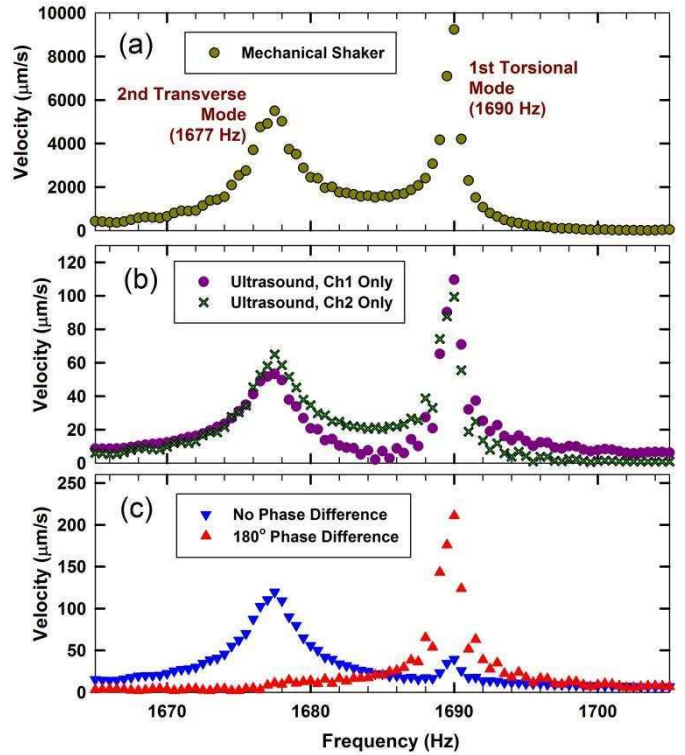 10000
8000
6000
4000
2000
0
Velocity (µm/s)
(a)
Mechanical Shaker
2nd Transverse
Mode
(1677 Hz)
1st Torsional
Mode
(1690 Hz)
120
100
80
60
40
20
0
Velocity (µm/s)
(b)
Ultrasound, Ch1 Only
Ultrasound, Ch2 Only
250
200
150
100
50
0
Velocity (µm/s)
(c)
No Phase Difference
180° Phase Difference
1670 1680 1690 1700
Frequency (Hz)